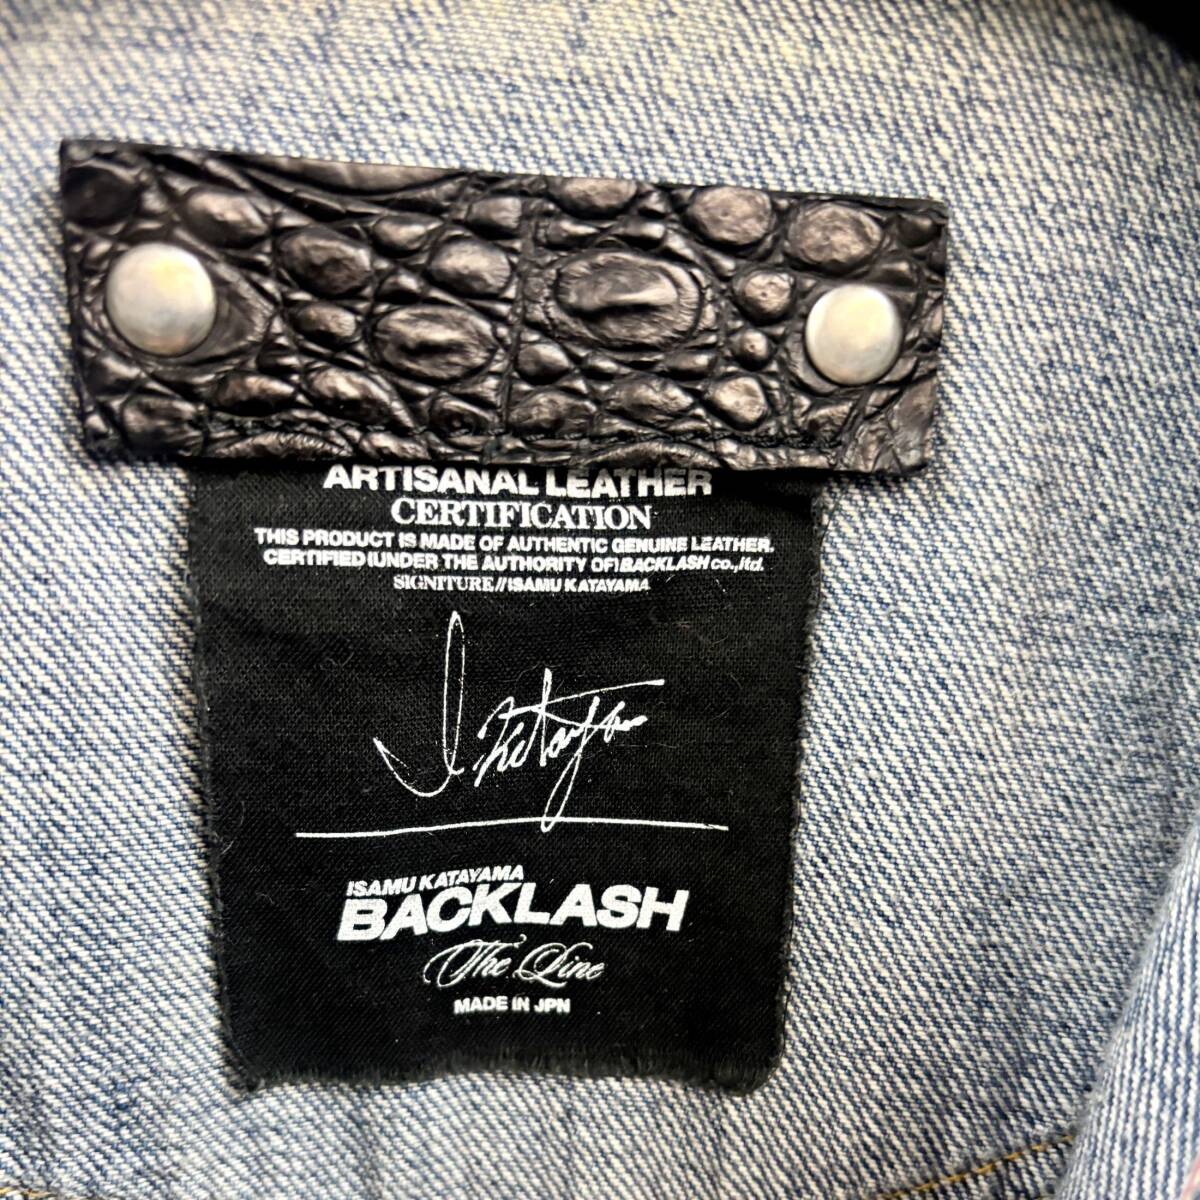 ARTISANAL LEATHER
CERTIFICATION
THIS PRODUCT IS MADE OF AUTHENTIC GENUINE LEATHER.
CERTIFIED(UNDER THE AUTHORITY OF)BACKLASH co.,ltd.
SIGNITURE//ISAMU KATAYAMA
I. Katayama
ISAMU KATAYAMA
BACKLASH
The Line
MADE IN JPN